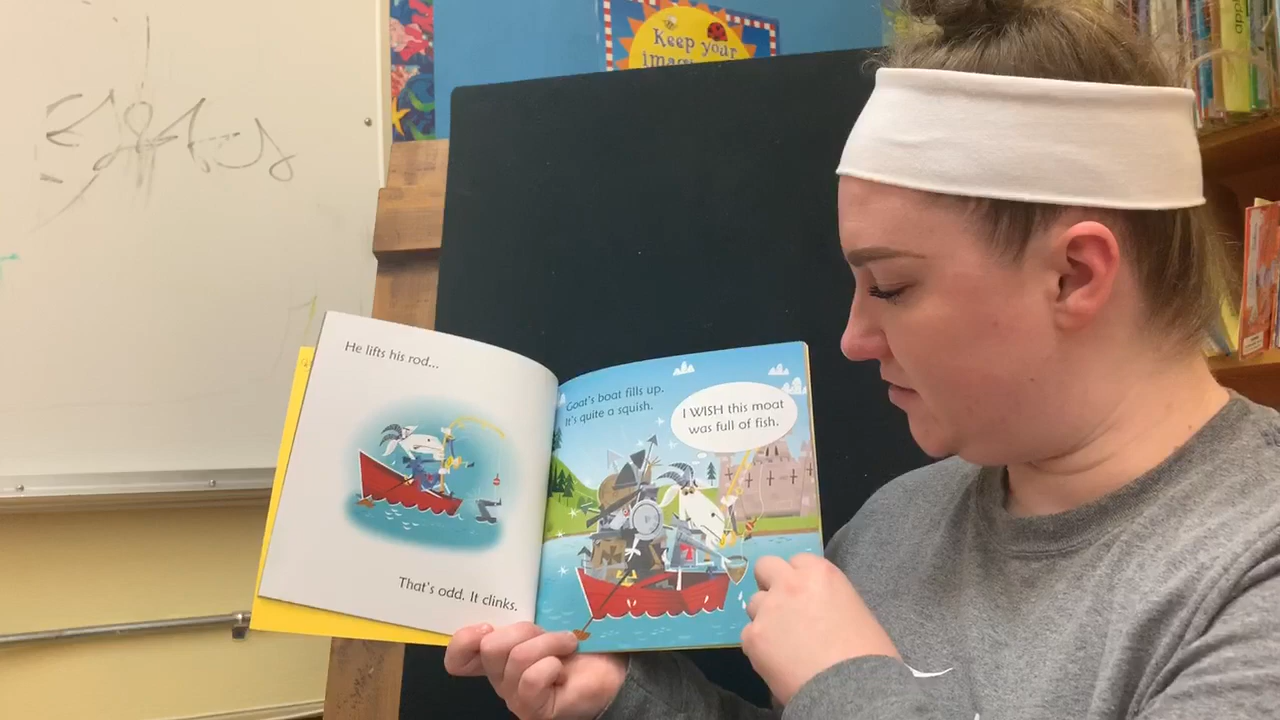 Keep your
He lifts his rod...
That's odd. It clinks.
Goat's boat fills up.
It's quite a squish.
I WISH this moat
was full of fish.